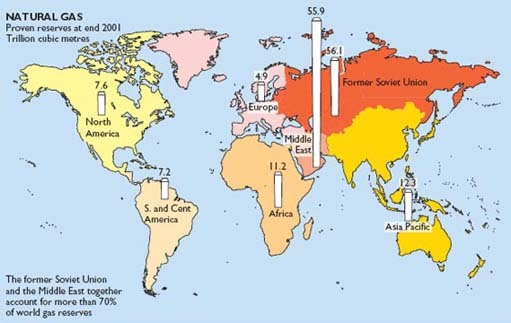 NATURAL GAS
Proven reserves at end 2001
Trillion cubic metres
55.9
56.1
Former Soviet Union
4.9
Europe
7.6
North
America
Middle
East
11.2
Africa
7.2
S. and Cent
America
12.3
Asia Pacific
The former Soviet Union
and the Middle East together
account for more than 70%
of world gas reserves